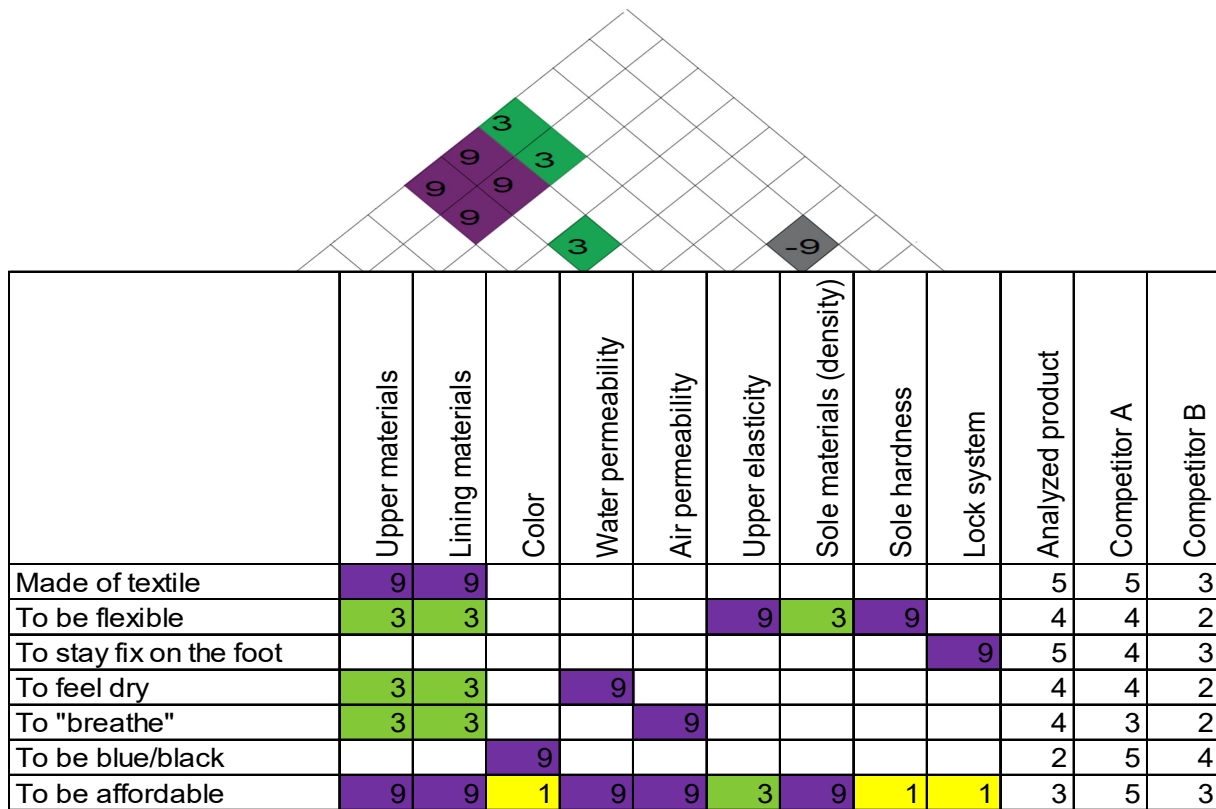 3
9
3
9
9
9
3
-9
Upper materials
Lining materials
Color
Water permeability
Air permeability
Upper elasticity
Sole materials (density)
Sole hardness
Lock system
Analyzed product
Competitor A
Competitor B
Made of textile 9 9 5 5 3
To be flexible 3 3 9 3 9 4 4 2
To stay fix on the foot 9 5 4 3
To feel dry 3 3 9 4 4 2
To "breathe" 3 3 9 4 3 2
To be blue/black 9 2 5 4
To be affordable 9 9 1 9 9 3 9 1 1 3 5 3